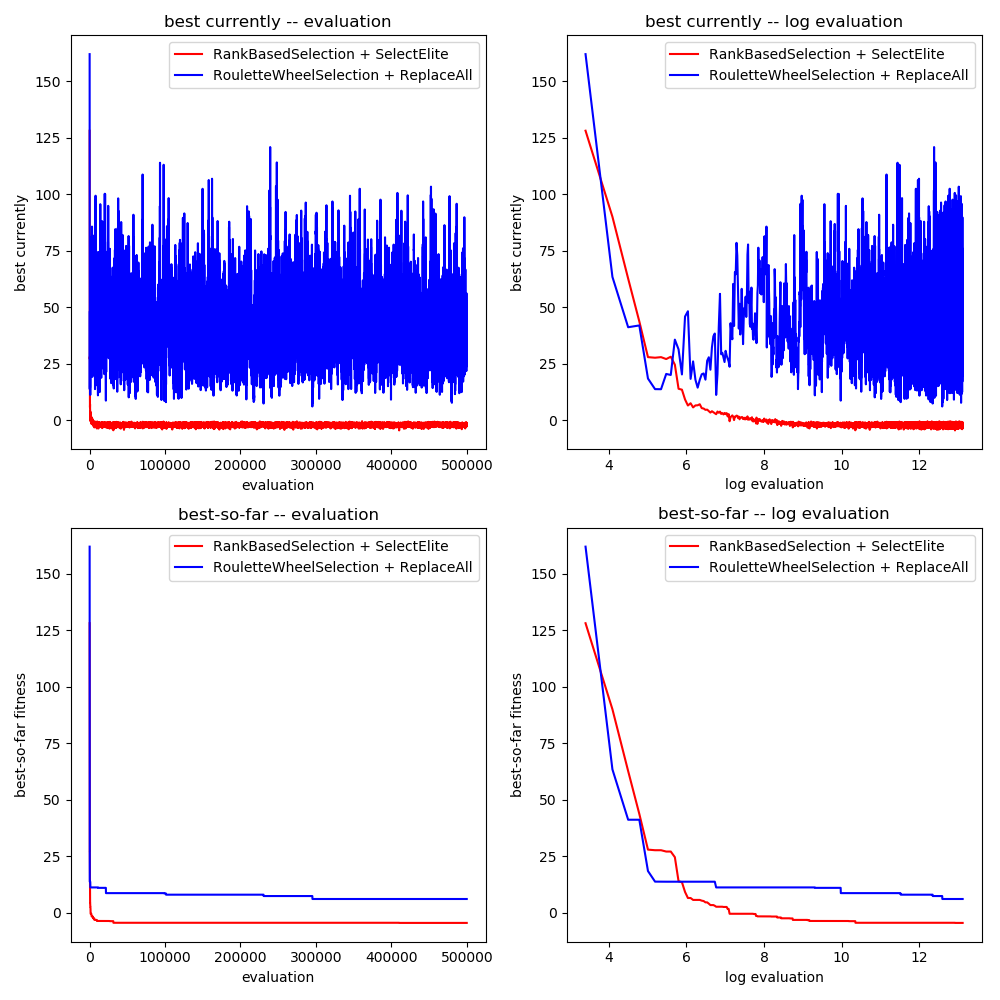 best currently -- evaluation
RankBasedSelection + SelectElite
RouletteWheelSelection + ReplaceAll
best currently
150
125
100
75
50
25
0
0 100000 200000 300000 400000 500000
evaluation
best currently -- log evaluation
RankBasedSelection + SelectElite
RouletteWheelSelection + ReplaceAll
best currently
150
125
100
75
50
25
0
4 6 8 10 12
log evaluation
best-so-far -- evaluation
RankBasedSelection + SelectElite
RouletteWheelSelection + ReplaceAll
best-so-far fitness
150
125
100
75
50
25
0
0 100000 200000 300000 400000 500000
evaluation
best-so-far -- log evaluation
RankBasedSelection + SelectElite
RouletteWheelSelection + ReplaceAll
best-so-far fitness
150
125
100
75
50
25
0
4 6 8 10 12
log evaluation